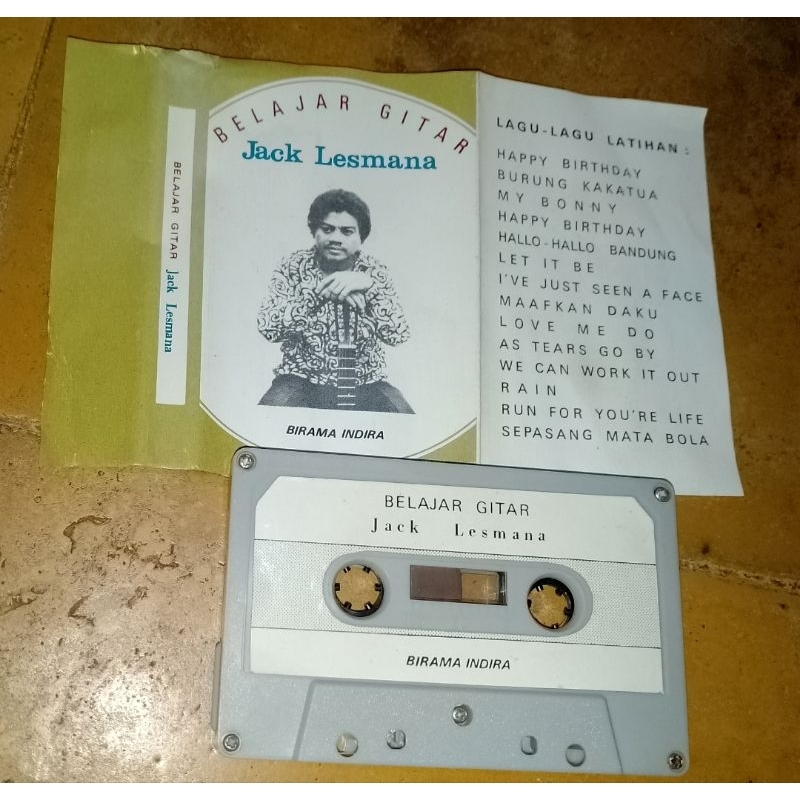 BELAJAR GITAR Jack Lesmana
BELAJAR GITAR
Jack Lesmana
BIRAMA INDIRA
LAGU-LAGU LATIHAN :
HAPPY BIRTHDAY
BURUNG KAKATUA
MY BONNY
HAPPY BIRTHDAY
HALLO-HALLO BANDUNG
LET IT BE
I'VE JUST SEEN A FACE
MAAFKAN DAKU
LOVE ME DO
AS TEARS GO BY
WE CAN WORK IT OUT
RAIN
RUN FOR YOU'RE LIFE
SEPASANG MATA BOLA
BELAJAR GITAR
Jack Lesmana
BIRAMA INDIRA